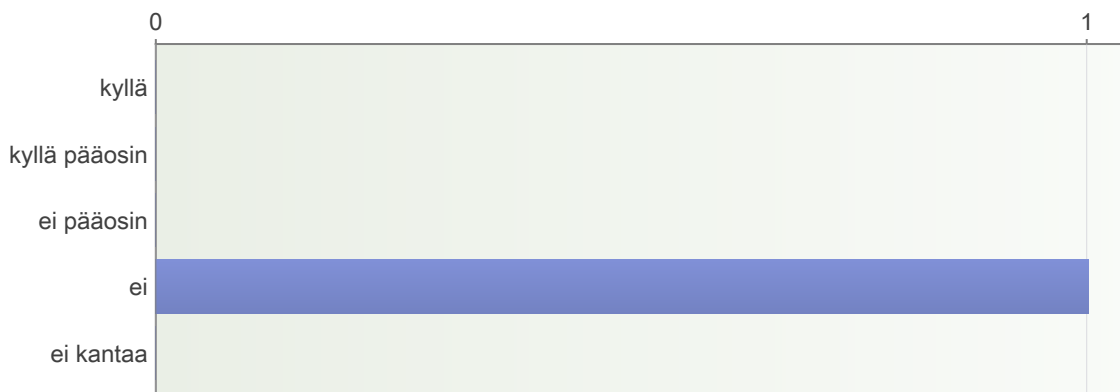 0 1
kyllä
kyllä pääosin
ei pääosin
ei
ei kantaa